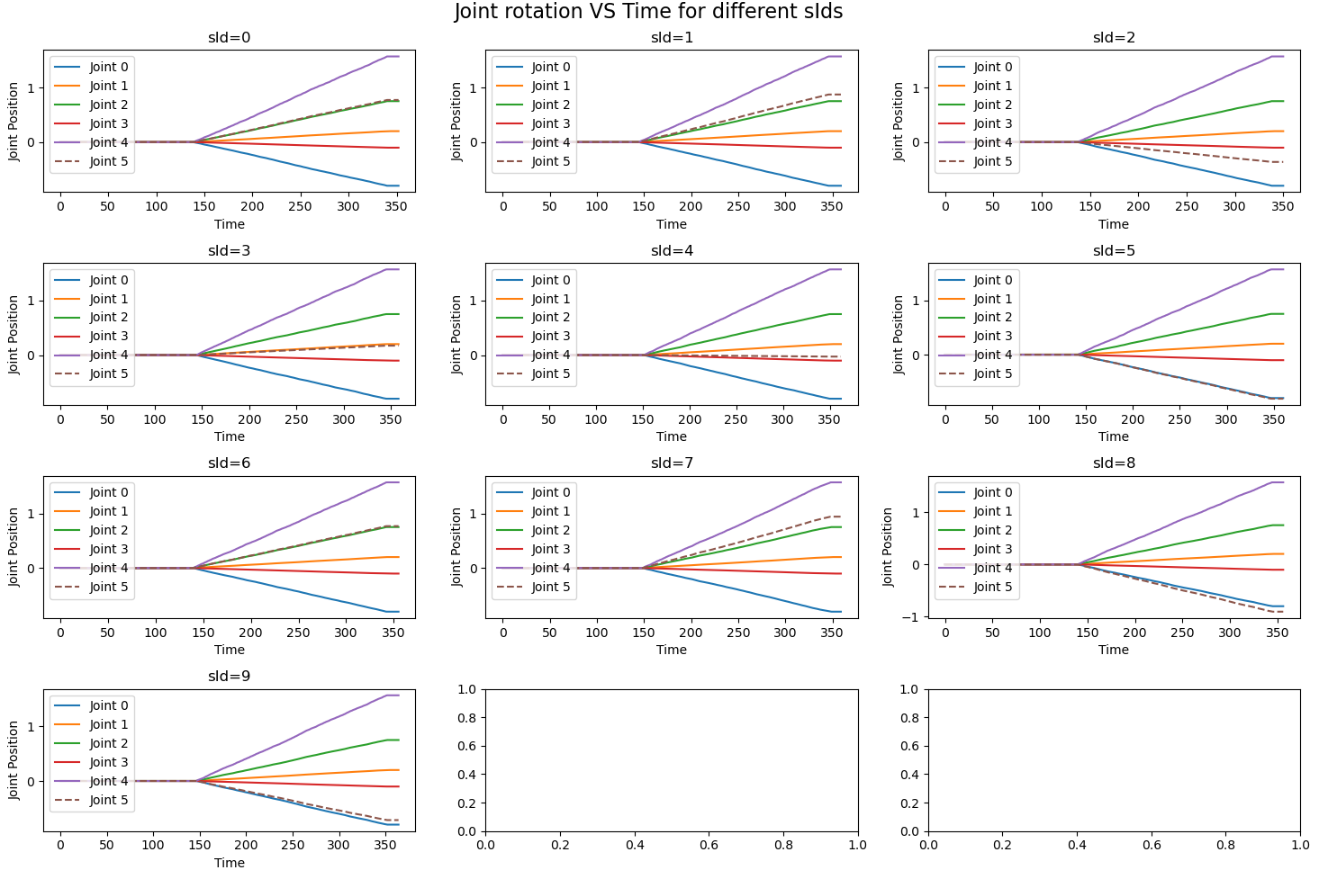 Joint rotation VS Time for different sIds
sId=0
Joint Position
1
0
Joint 0
Joint 1
Joint 2
Joint 3
Joint 4
Joint 5
0 50 100 150 200 250 300 350
Time
sId=1
Joint Position
1
0
Joint 0
Joint 1
Joint 2
Joint 3
Joint 4
Joint 5
0 50 100 150 200 250 300 350
Time
sId=2
Joint Position
1
0
Joint 0
Joint 1
Joint 2
Joint 3
Joint 4
Joint 5
0 50 100 150 200 250 300 350
Time
sId=3
Joint Position
1
0
Joint 0
Joint 1
Joint 2
Joint 3
Joint 4
Joint 5
0 50 100 150 200 250 300 350
Time
sId=4
Joint Position
1
0
Joint 0
Joint 1
Joint 2
Joint 3
Joint 4
Joint 5
0 50 100 150 200 250 300 350
Time
sId=5
Joint Position
1
0
Joint 0
Joint 1
Joint 2
Joint 3
Joint 4
Joint 5
0 50 100 150 200 250 300 350
Time
sId=6
Joint Position
1
0
Joint 0
Joint 1
Joint 2
Joint 3
Joint 4
Joint 5
0 50 100 150 200 250 300 350
Time
sId=7
Joint Position
1
0
Joint 0
Joint 1
Joint 2
Joint 3
Joint 4
Joint 5
0 50 100 150 200 250 300 350
Time
sId=8
Joint Position
1
0
−1
Joint 0
Joint 1
Joint 2
Joint 3
Joint 4
Joint 5
0 50 100 150 200 250 300 350
Time
sId=9
Joint Position
1
0
Joint 0
Joint 1
Joint 2
Joint 3
Joint 4
Joint 5
0 50 100 150 200 250 300 350
Time
1.0
0.8
0.6
0.4
0.2
0.0
0.0 0.2 0.4 0.6 0.8 1.0
1.0
0.8
0.6
0.4
0.2
0.0
0.0 0.2 0.4 0.6 0.8 1.0